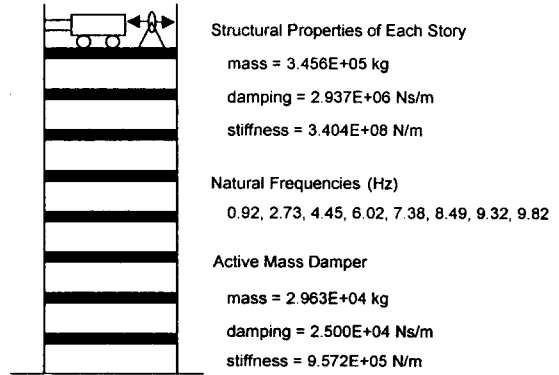 Structural Properties of Each Story
mass = 3.456E+05 kg
damping = 2.937E+06 Ns/m
stiffness = 3.404E+08 N/m
Natural Frequencies (Hz)
0.92, 2.73, 4.45, 6.02, 7.38, 8.49, 9.32, 9.82
Active Mass Damper
mass = 2.963E+04 kg
damping = 2.500E+04 Ns/m
stiffness = 9.572E+05 N/m